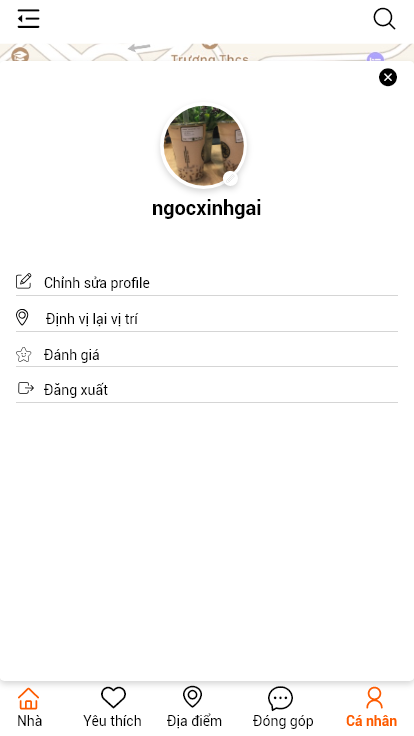 Trương Thcs
ngocxinhgai
Chỉnh sửa profile
Định vị lại vị trí
Đánh giá
Đăng xuất
Nhà
Yêu thích
Địa điểm
Đóng góp
Cá nhân